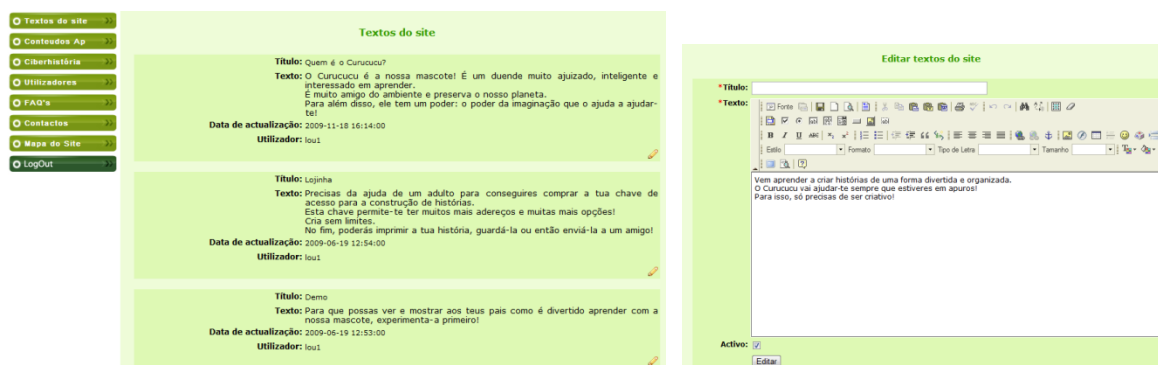 Textos do site
Conteudos Ap
Ciberhistória
Utilizadores
FAQ's
Contactos
Mapa do Site
LogOut
Textos do site
Título: Quem é o Curucucu?
Texto: O Curucucu é a nossa mascote! É um duende muito ajuizado, inteligente e
interessado em aprender.
É muito amigo do ambiente e preserva o nosso planeta.
Para além disso, ele tem um poder: o poder da imaginação que o ajuda a ajudar-
te!
Data de actualização: 2009-11-18 16:14:00
Utilizador: lou1
Título: Lojinha
Texto: Precisas da ajuda de um adulto para conseguires comprar a tua chave de
acesso para a construção de histórias.
Esta chave permite-te ter muitos mais adereços e muitas mais opções!
Cria sem limites.
No fim, poderás imprimir a tua história, guardá-la ou então enviá-la a um amigo!
Data de actualização: 2009-06-19 12:54:00
Utilizador: lou1
Título: Demo
Texto: Para que possas ver e mostrar aos teus pais como é divertido aprender com a
nossa mascote, experimenta-a primeiro!
Data de actualização: 2009-06-19 12:53:00
Utilizador: lou1
Editar textos do site
*Título:
*Texto:
Fonte
B I U ABC x₂ x²
Estilo Formato Tipo de Letra Tamanho
Vem aprender a criar histórias de uma forma divertida e organizada.
O Curucucu vai ajudar-te sempre que estiveres em apuros!
Para isso, só precisas de ser criativo!
Activo:
Editar